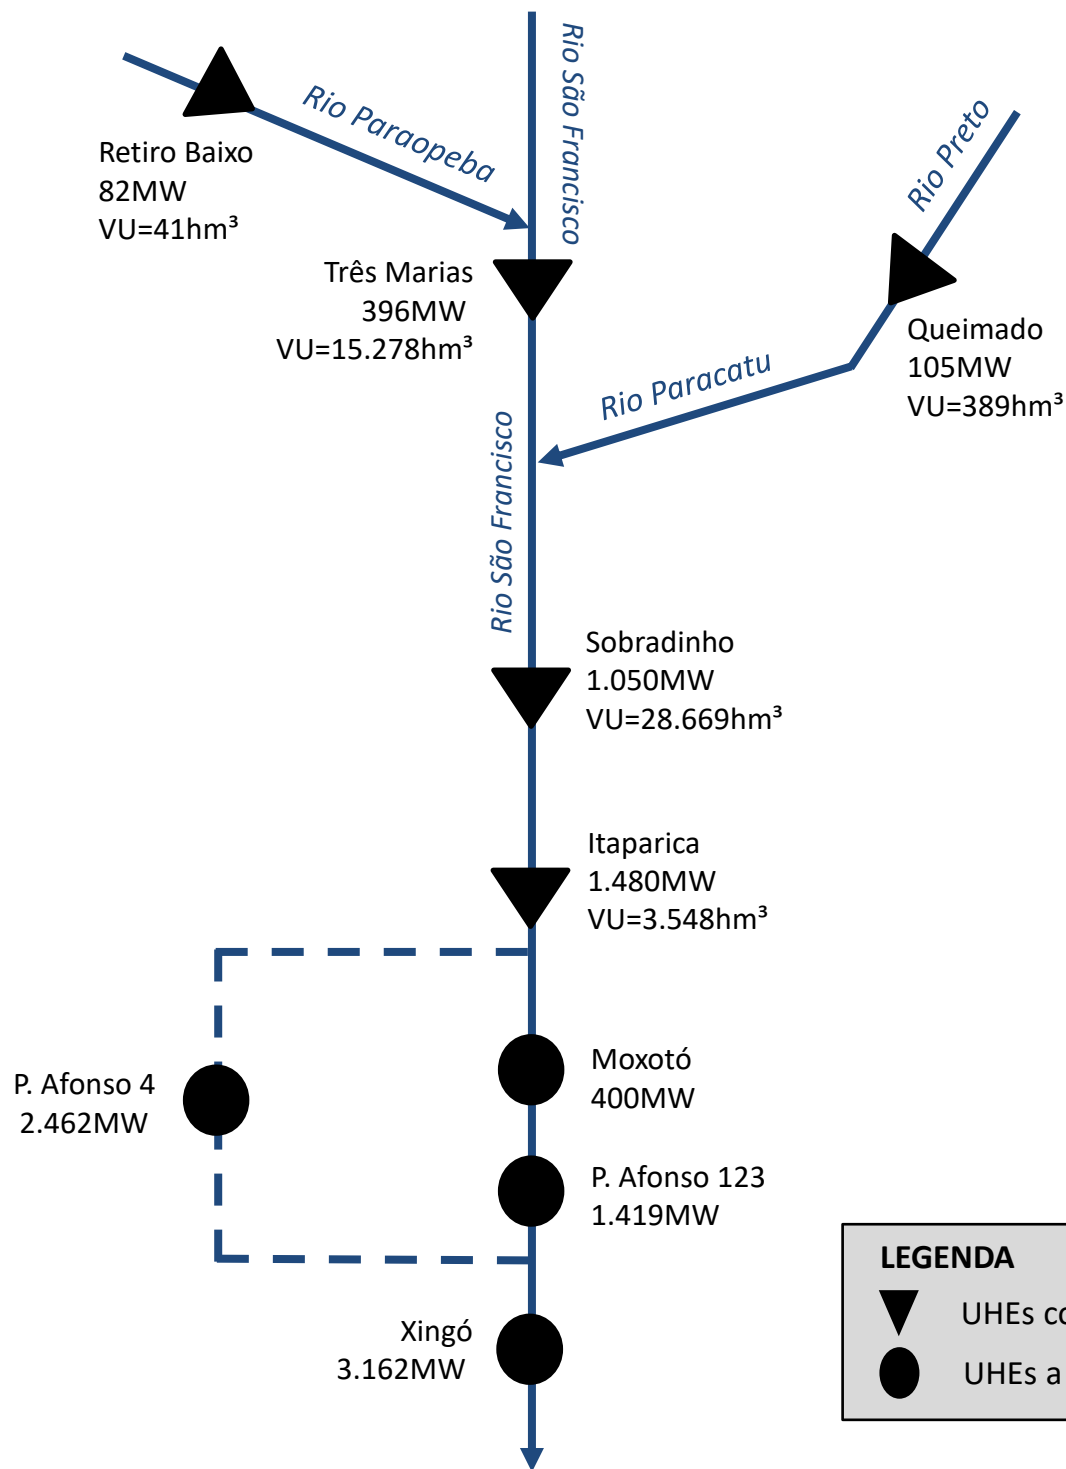 Rio São Francisco
Rio Paraopeba
Rio Preto
Retiro Baixo
82MW
VU=41hm³
Três Marias
396MW
VU=15.278hm³
Queimado
105MW
VU=389hm³
Rio Paracatu
Rio São Francisco
Sobradinho
1.050MW
VU=28.669hm³
Itaparica
1.480MW
VU=3.548hm³
Moxotó
400MW
P. Afonso 4
2.462MW
P. Afonso 123
1.419MW
Xingó
3.162MW
LEGENDA
UHEs
UHEs a